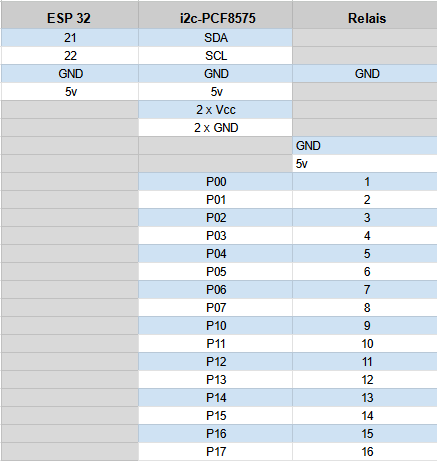 ESP 32 i2c-PCF8575 Relais
21 SDA
22 SCL
GND GND GND
5v 5v
2 x Vcc
2 x GND
GND
5v
P00 1
P01 2
P02 3
P03 4
P04 5
P05 6
P06 7
P07 8
P10 9
P11 10
P12 11
P13 12
P14 13
P15 14
P16 15
P17 16